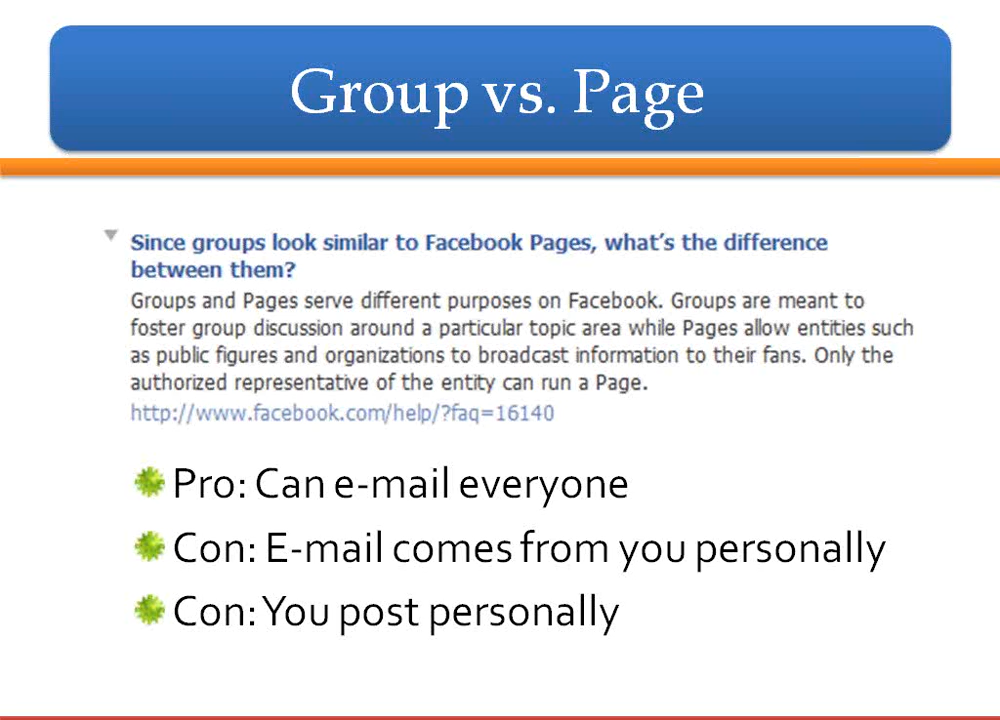 Group vs. Page
Since groups look similar to Facebook Pages, what's the difference
between them?
Groups and Pages serve different purposes on Facebook. Groups are meant to
foster group discussion around a particular topic area while Pages allow entities such
as public figures and organizations to broadcast information to their fans. Only the
authorized representative of the entity can run a Page.
http://www.facebook.com/help/?faq=16140
Pro: Can e-mail everyone
Con: E-mail comes from you personally
Con: You post personally